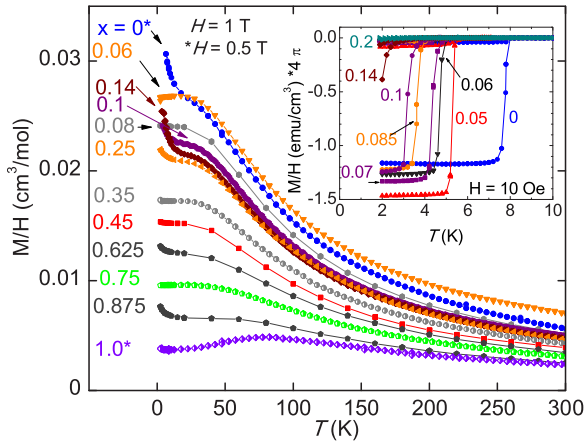 x = 0*
H = 1 T
*H = 0.5 T
0.06
0.14
0.1
0.08
0.25
0.35
0.45
0.625
0.75
0.875
1.0*
0.03
0.02
0.01
0
M/H (cm³/mol)
0 50 100 150 200 250 300
T (K)
0.0
-0.5
-1.0
-1.5
M/H (emu/cm³) *4 π
0 2 4 6 8 10
T (K)
0.2
0.14
0.1
0.085
0.07
0.06
0.05
0
H = 10 Oe